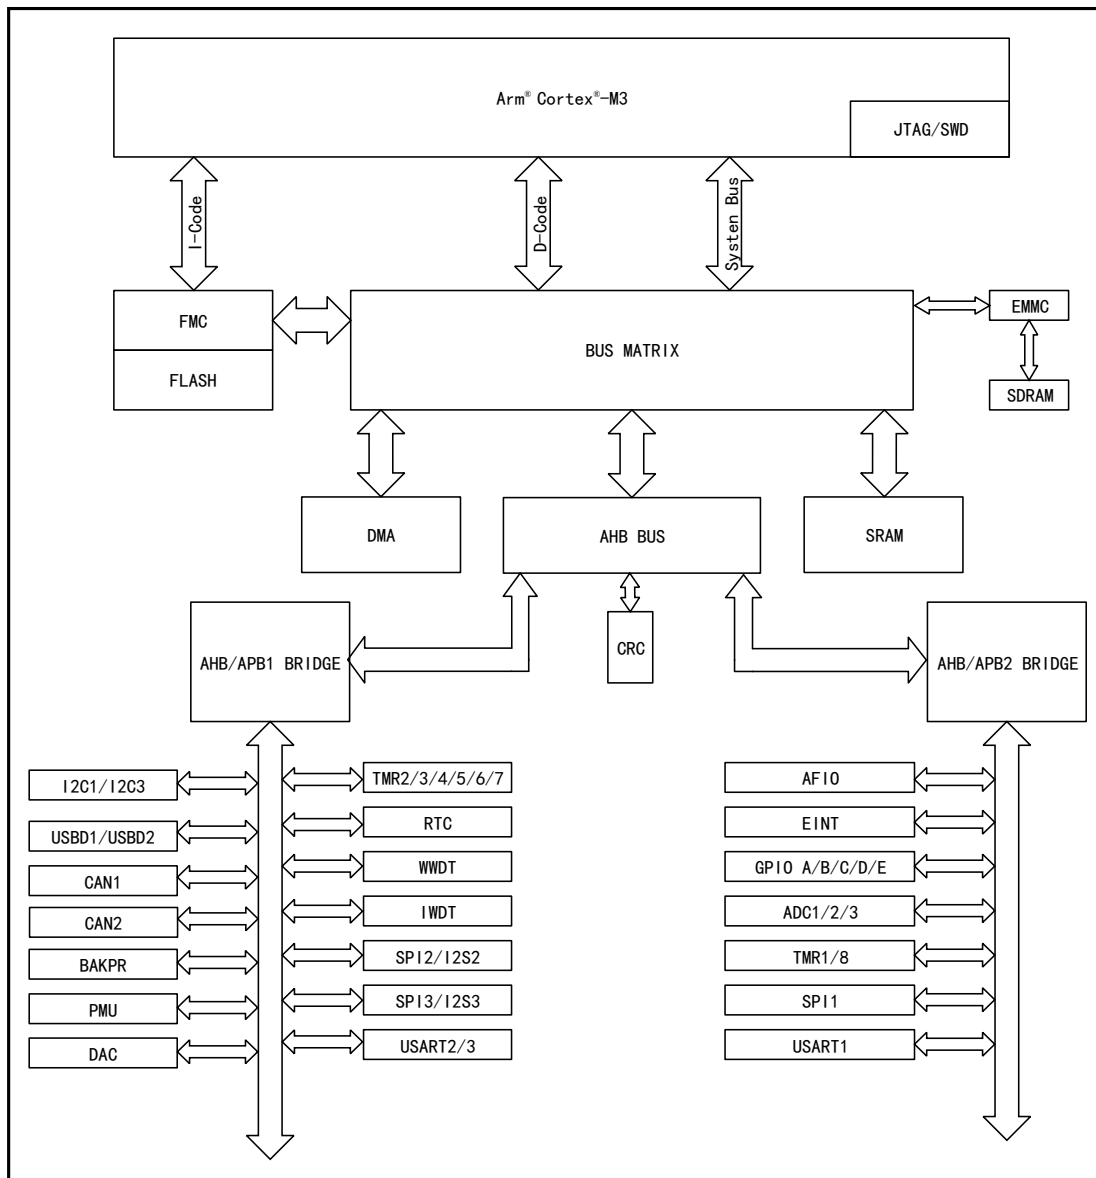 Arm® Cortex®-M3
JTAG/SWD
I-Code
D-Code
Systen Bus
FMC
FLASH
BUS MATRIX
EMMC
SDRAM
DMA
AHB BUS
SRAM
CRC
AHB/APB1 BRIDGE
AHB/APB2 BRIDGE
I2C1/I2C3
USBD1/USBD2
CAN1
CAN2
BAKPR
PMU
DAC
TMR2/3/4/5/6/7
RTC
WWDT
IWDT
SPI2/I2S2
SPI3/I2S3
USART2/3
AFIO
EINT
GPIO A/B/C/D/E
ADC1/2/3
TMR1/8
SPI1
USART1